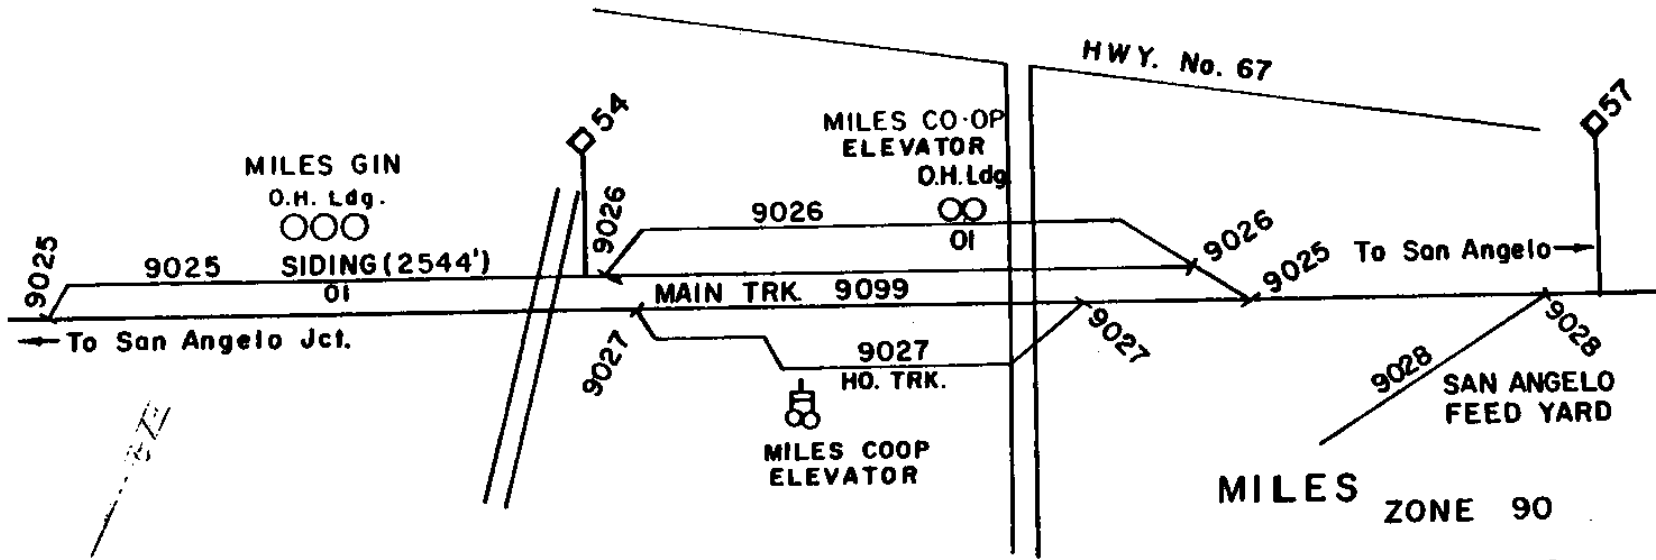 HWY. No. 67
54
57
MILES CO-OP
ELEVATOR
O.H. Ldg
MILES GIN
O.H. Ldg.
9025
9025
SIDING (2544')
01
9026
9026
01
9026
9025
To San Angelo
MAIN TRK. 9099
To San Angelo Jct.
9027
9027
HO. TRK.
9027
9028
9028
SAN ANGELO
FEED YARD
MILES COOP
ELEVATOR
MILES
ZONE 90